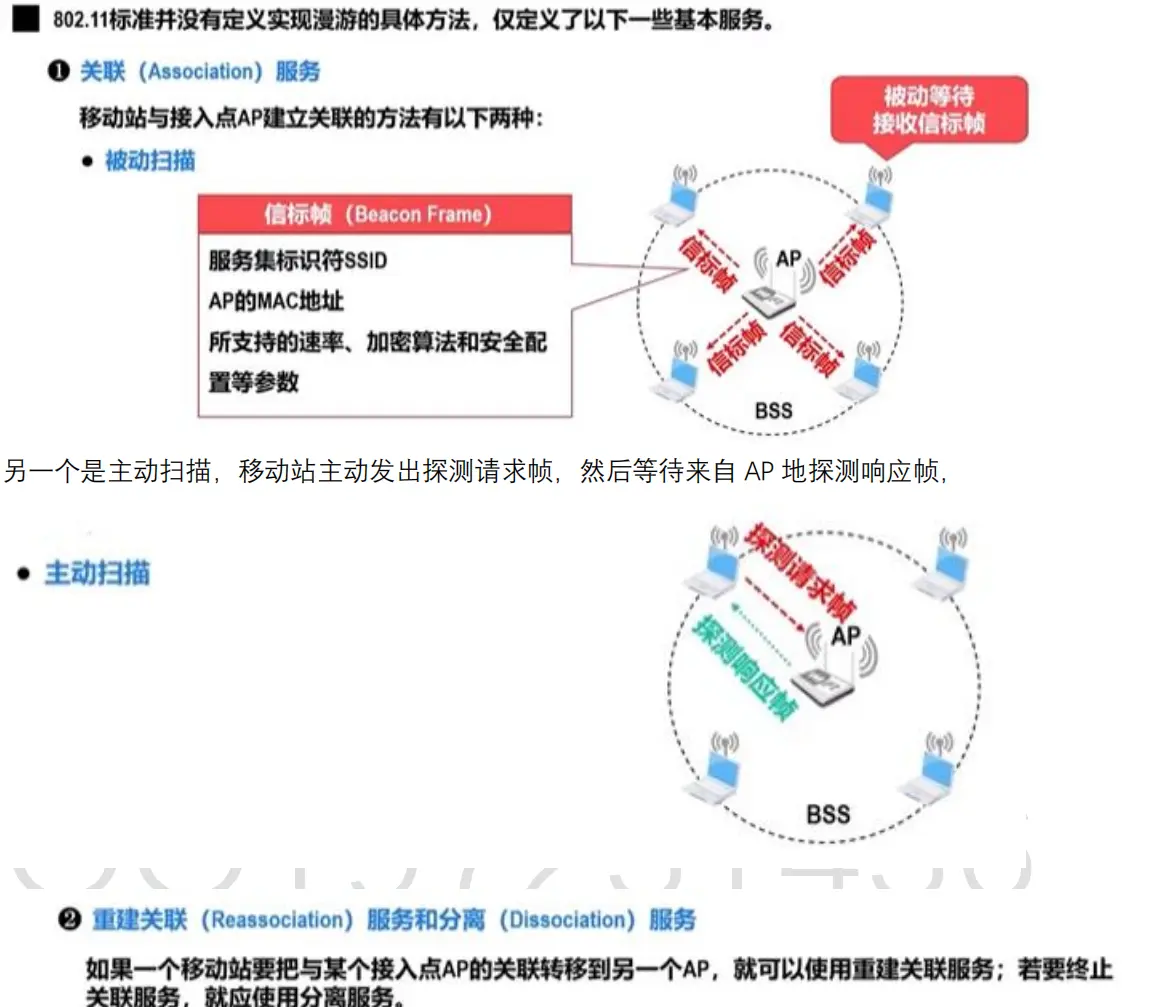 802.11标准并没有定义实现漫游的具体方法，仅定义了以下一些基本服务。
❶ 关联（Association）服务
移动站与接入点AP建立关联的方法有以下两种：
• 被动扫描
被动等待
接收信标帧
信标帧（Beacon Frame）
服务集标识符SSID
AP的MAC地址
所支持的速率、加密算法和安全配
置等参数
信标帧
信标帧
AP
信标帧
信标帧
BSS
另一个是主动扫描，移动站主动发出探测请求帧，然后等待来自 AP 地探测响应帧，
• 主动扫描
探测请求帧
AP
探测响应帧
BSS
❷ 重建关联（Reassociation）服务和分离（Dissociation）服务
如果一个移动站要把与某个接入点AP的关联转移到另一个AP，就可以使用重建关联服务；若要终止
关联服务，就应使用分离服务。